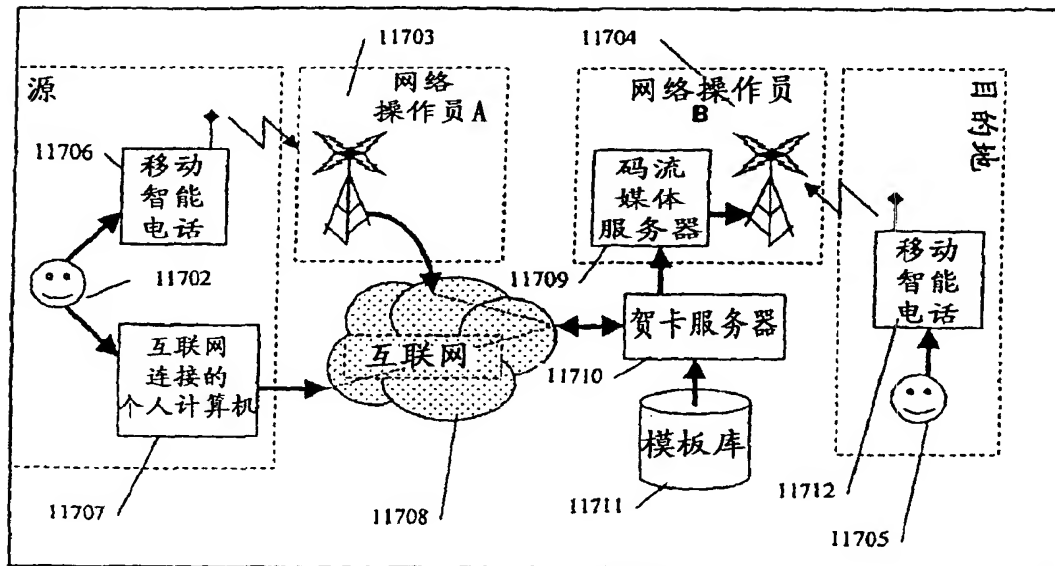 11703
11704
源
网络
操作员A
网络操作员
B
目的地
11706
移动
智能
电话
码流
媒体
服务器
11702
11709
移动
智能
电话
互联网
连接的
个人计算机
互联网
贺卡服务器
11710
模板库
11707
11708
11711
11712
11705